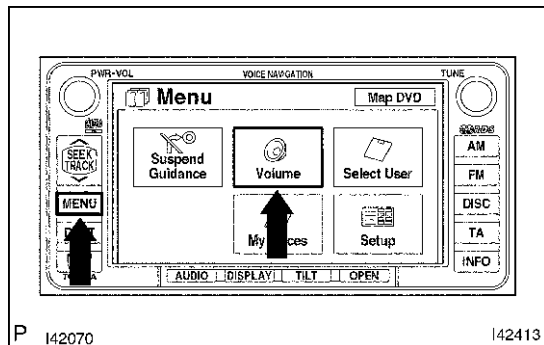 PWR-VOL VOICE NAVIGATION TUNE
Menu Map DVD
SEEK TRACK AM
Suspend Guidance Volume Select User FM
MENU DISC
Setup TA
INFO
AUDIO DISPLAY TILT OPEN
P I42070 I42413